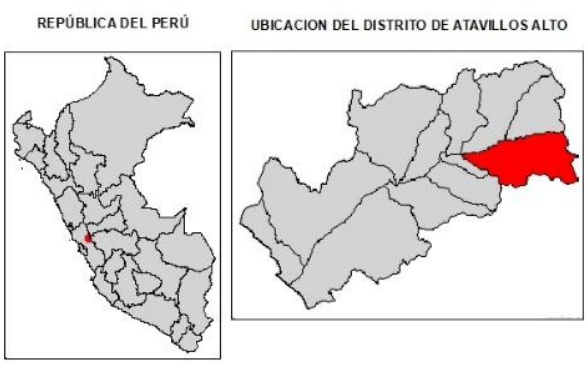 REPÚBLICA DEL PERÚ
UBICACION DEL DISTRITO DE ATAVILLOS ALTO